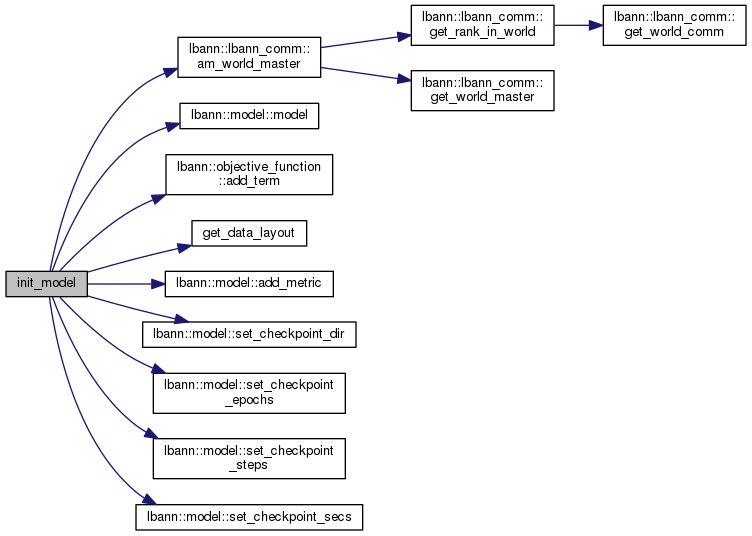 lbann::lbann_comm::
get_rank_in_world
lbann::lbann_comm::
get_world_comm
lbann::lbann_comm::
am_world_master
lbann::lbann_comm::
get_world_master
lbann::model::model
lbann::objective_function
::add_term
get_data_layout
init_model
lbann::model::add_metric
lbann::model::set_checkpoint_dir
lbann::model::set_checkpoint
_epochs
lbann::model::set_checkpoint
_steps
lbann::model::set_checkpoint_secs